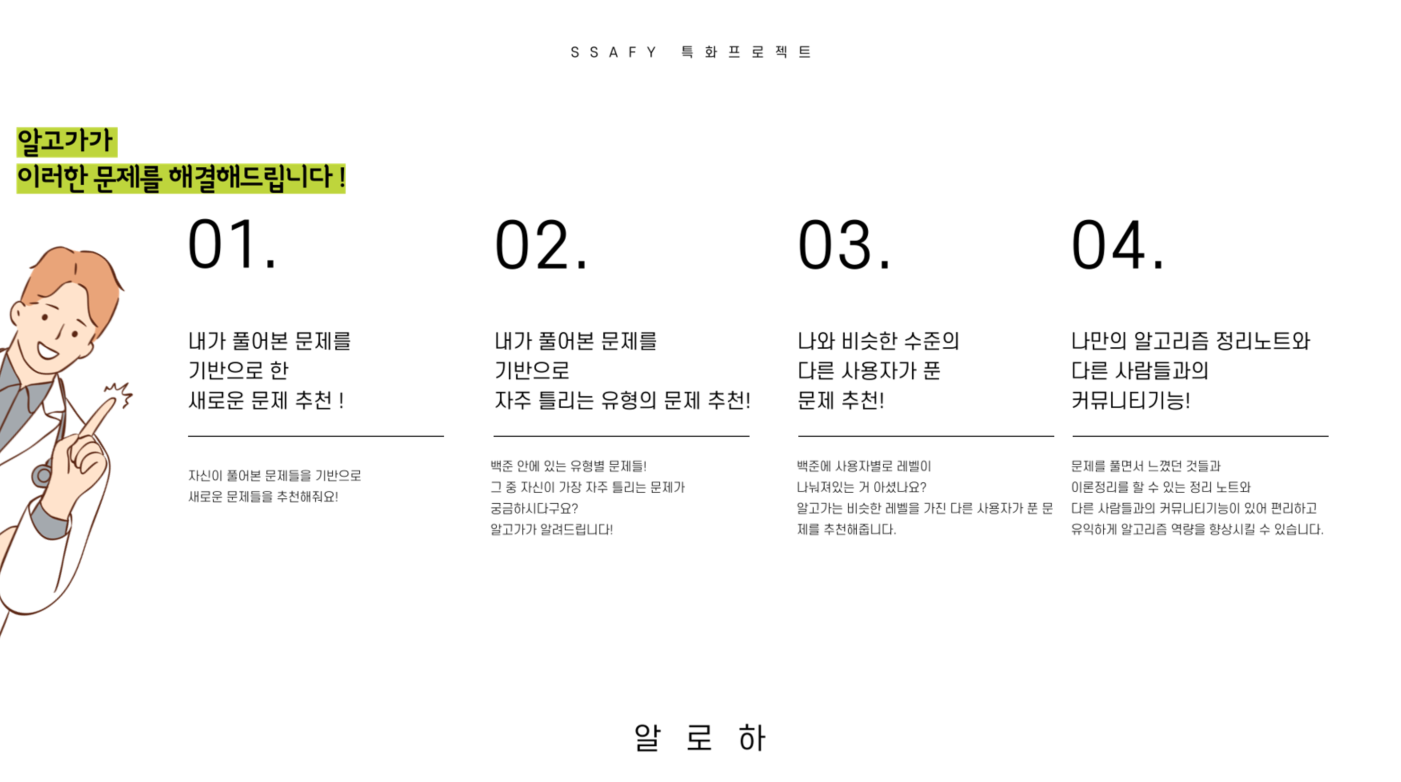 SSAFY 특화프로젝트
알고가가
이러한 문제를 해결해드립니다 !
01.
내가 풀어본 문제를
기반으로 한
새로운 문제 추천 !
자신이 풀어본 문제들을 기반으로
새로운 문제들을 추천해줘요!
02.
내가 풀어본 문제를
기반으로
자주 틀리는 유형의 문제 추천!
백준 안에 있는 유형별 문제들!
그 중 자신이 가장 자주 틀리는 문제가
궁금하시다구요?
알고가가 알려드립니다!
03.
나와 비슷한 수준의
다른 사용자가 푼
문제 추천!
백준에 사용자별로 레벨이
나눠져있는 거 아셨나요?
알고가는 비슷한 레벨을 가진 다른 사용자가 푼 문
제를 추천해줍니다.
04.
나만의 알고리즘 정리노트와
다른 사람들과의
커뮤니티기능!
문제를 풀면서 느꼈던 것들과
이론정리를 할 수 있는 정리 노트와
다른 사람들과의 커뮤니티기능이 있어 편리하고
유익하게 알고리즘 역량을 향상시킬 수 있습니다.
알로하